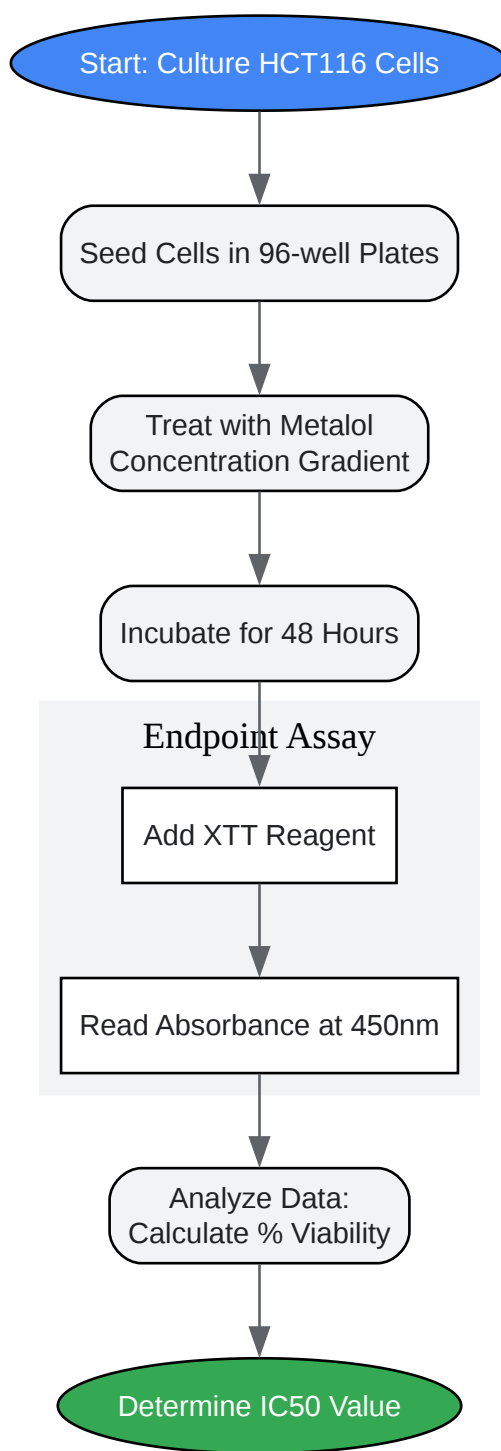 Start: Culture HCT116 Cells
Seed Cells in 96-well Plates
Treat with Metalol
Concentration Gradient
Incubate for 48 Hours
Endpoint Assay
Add XTT Reagent
Read Absorbance at 450nm
Analyze Data:
Calculate % Viability
Determine IC50 Value